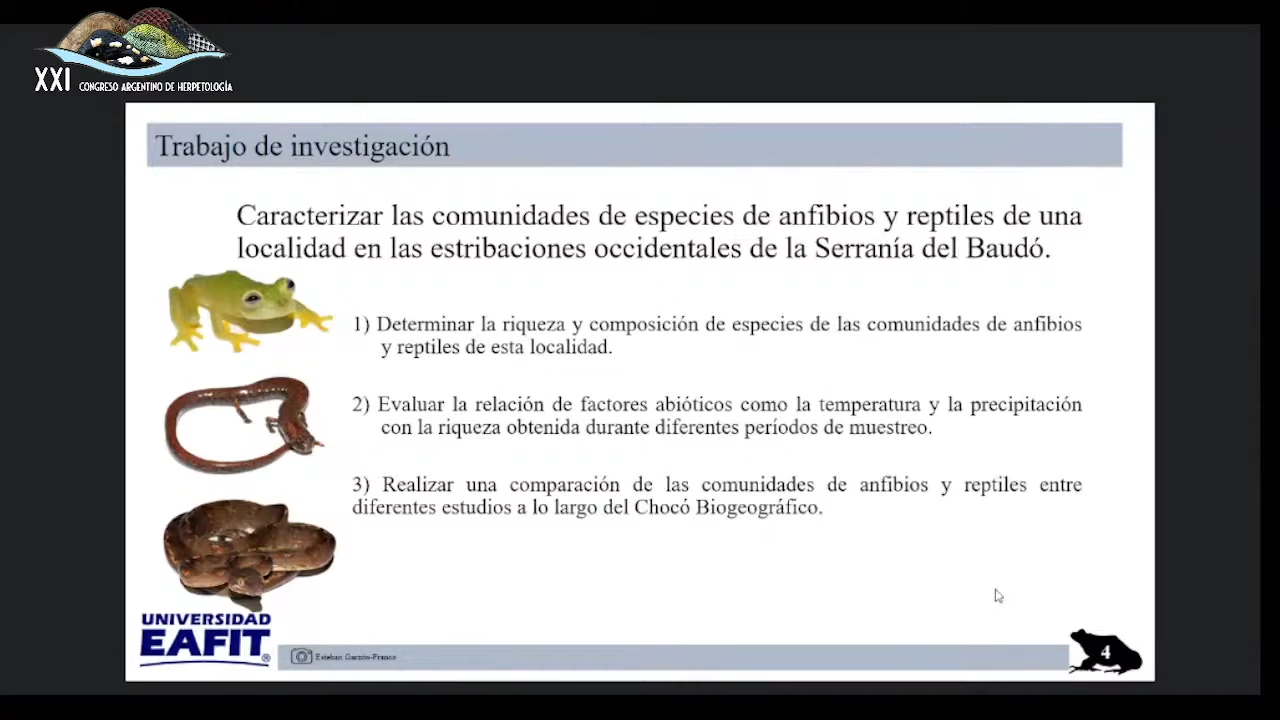 XXI CONGRESO ARGENTINO DE HERPETOLOGÍA
Trabajo de investigación
Caracterizar las comunidades de especies de anfibios y reptiles de una
localidad en las estribaciones occidentales de la Serranía del Baudó.
1) Determinar la riqueza y composición de especies de las comunidades de anfibios
y reptiles de esta localidad.
2) Evaluar la relación de factores abióticos como la temperatura y la precipitación
con la riqueza obtenida durante diferentes períodos de muestreo.
3) Realizar una comparación de las comunidades de anfibios y reptiles entre
diferentes estudios a lo largo del Chocó Biogeográfico.
UNIVERSIDAD
EAFIT®
Esteban Garzón-Franco
4